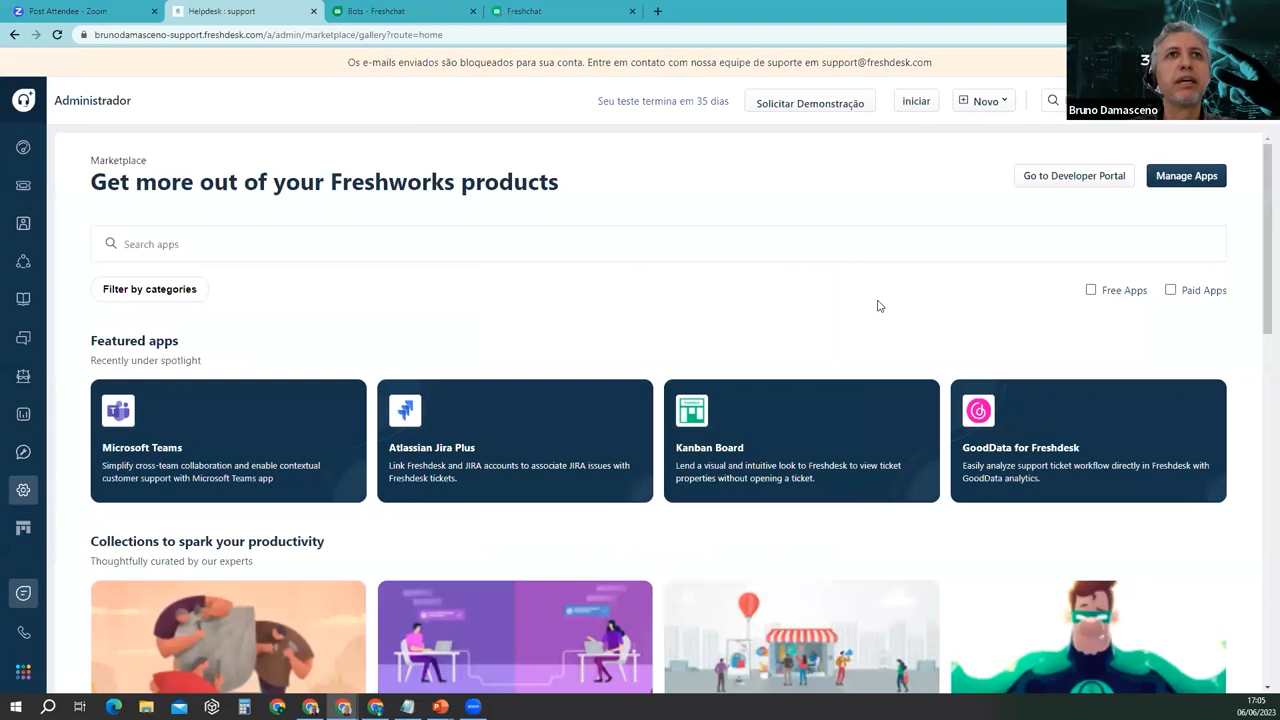 Post Attendee - Zoom
Helpdesk : support
Bots - Freshchat
Freshchat
brunodamasceno-support.freshdesk.com/a/admin/marketplace/gallery?route=home
Os e-mails enviados são bloqueados para sua conta. Entre em contato com nossa equipe de suporte em support@freshdesk.com
Bruno Damasceno
Administrador
Seu teste termina em 35 dias
Solicitar Demonstração
iniciar
Novo
Marketplace
Get more out of your Freshworks products
Go to Developer Portal
Manage Apps
Search apps
Filter by categories
Free Apps
Paid Apps
Featured apps
Recently under spotlight
Microsoft Teams
Simplify cross-team collaboration and enable contextual
customer support with Microsoft Teams app
Atlassian Jira Plus
Link Freshdesk and JIRA accounts to associate JIRA issues with
Freshdesk tickets.
Kanban Board
Lend a visual and intuitive look to Freshdesk to view ticket
properties without opening a ticket.
GoodData for Freshdesk
Easily analyze support ticket workflow directly in Freshdesk with
GoodData analytics.
Collections to spark your productivity
Thoughtfully curated by our experts
17:05
06/06/2023